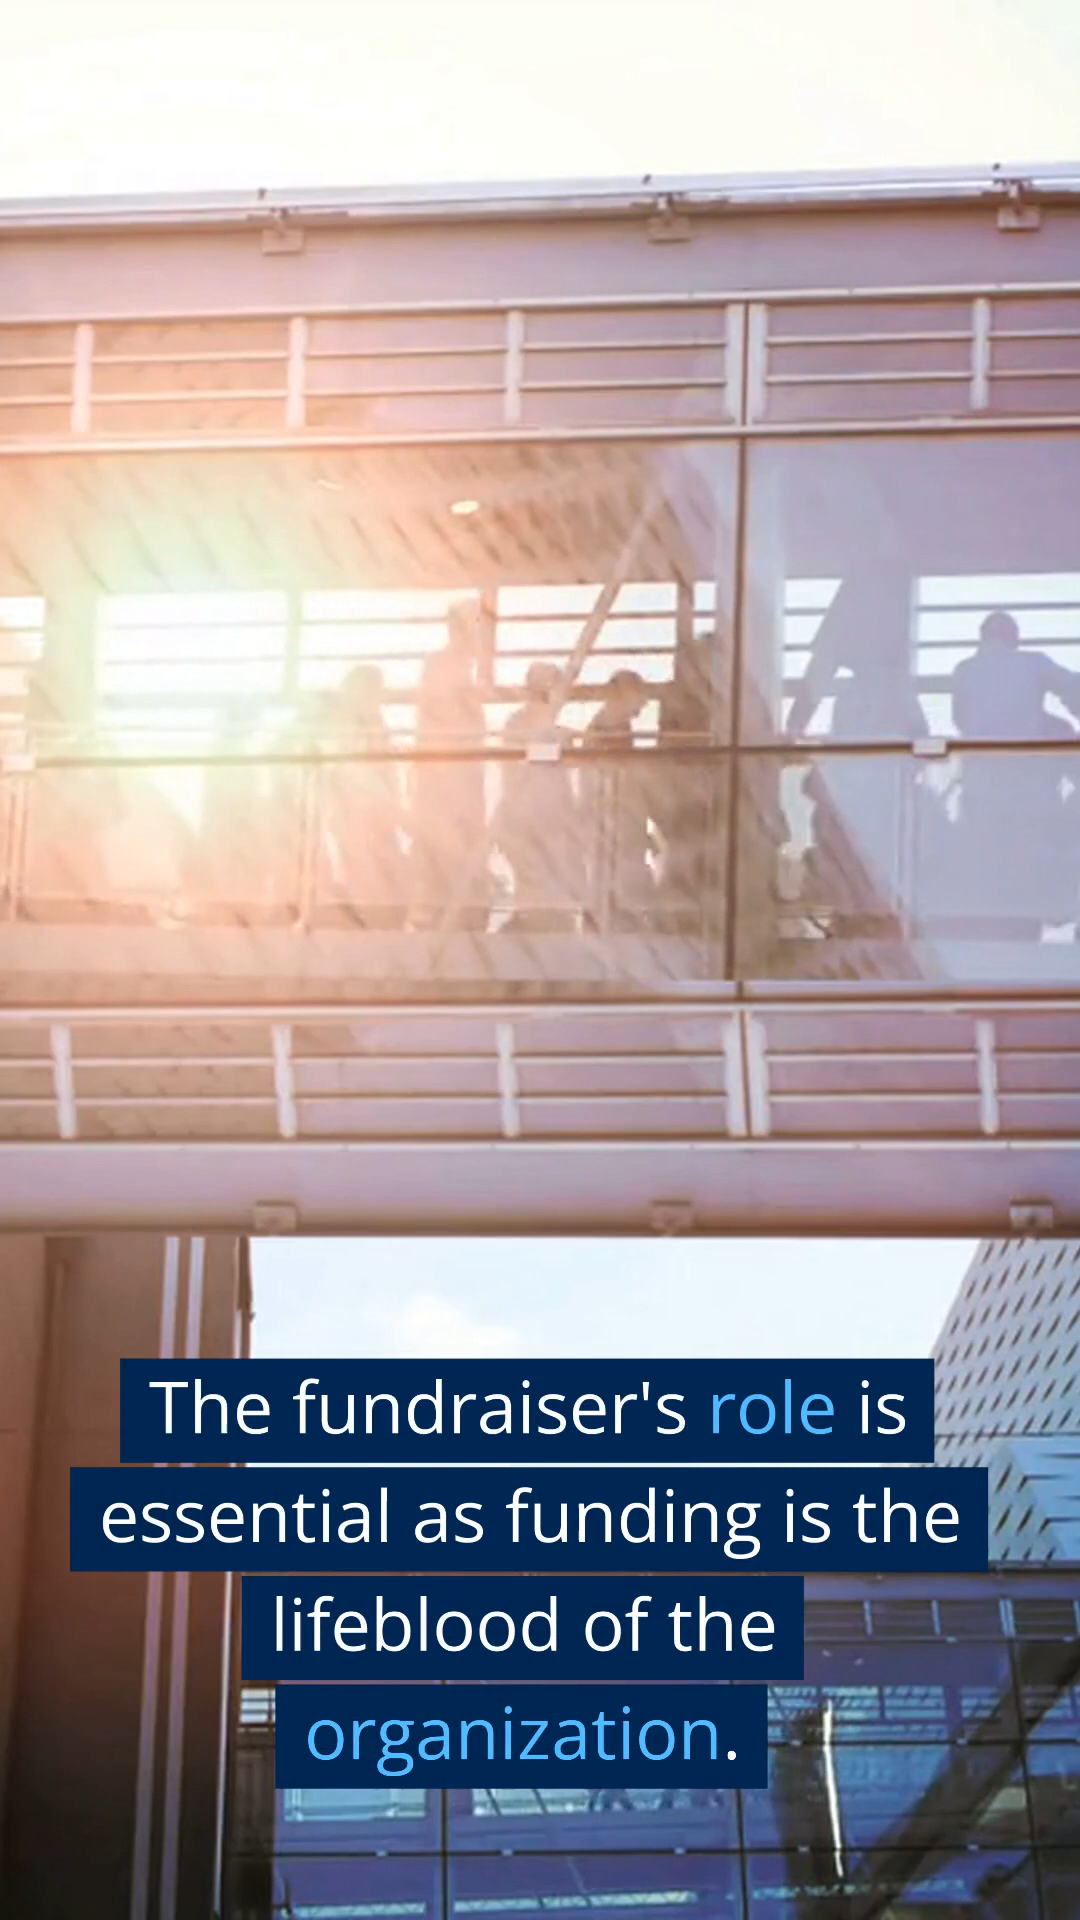 The fundraiser's role is
essential as funding is the
lifeblood of the
organization.